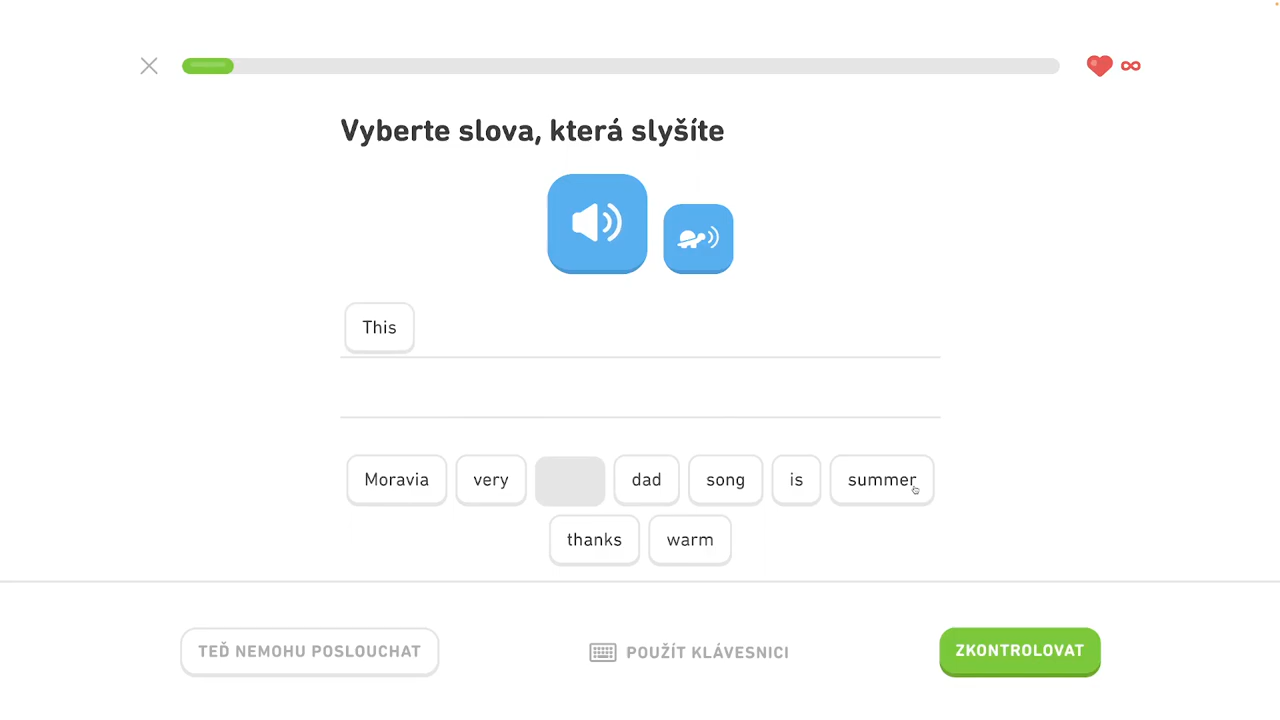 Vyberte slova, která slyšíte
This
Moravia very dad song is summer
thanks warm
TEĎ NEMOHU POSLOUCHAT POUŽÍT KLÁVESNICI ZKONTROLOVAT